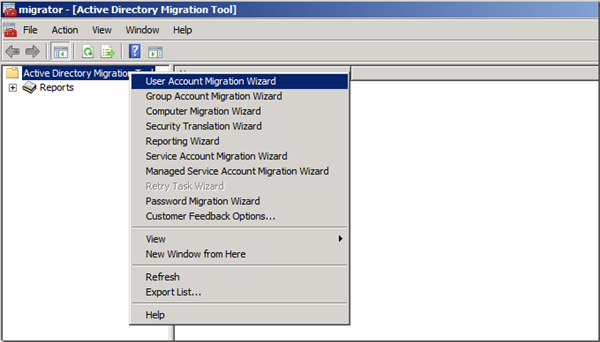 migrator - [Active Directory Migration Tool]
File Action View Window Help
Active Directory Migration
Reports
User Account Migration Wizard
Group Account Migration Wizard
Computer Migration Wizard
Security Translation Wizard
Reporting Wizard
Service Account Migration Wizard
Managed Service Account Migration Wizard
Retry Task Wizard
Password Migration Wizard
Customer Feedback Options...
View
New Window from Here
Refresh
Export List...
Help